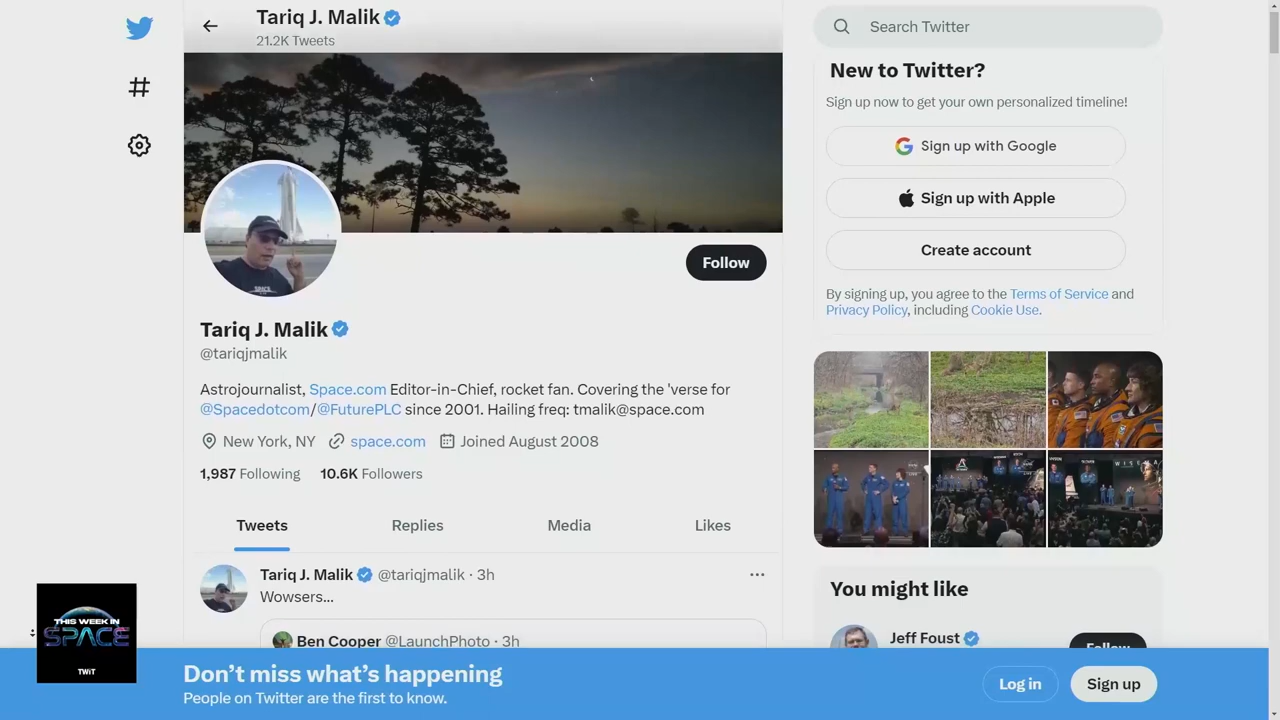 Tariq J. Malik
21.2K Tweets
Search Twitter
New to Twitter?
Sign up now to get your own personalized timeline!
Sign up with Google
Sign up with Apple
Create account
By signing up, you agree to the Terms of Service and
Privacy Policy, including Cookie Use.
Follow
Tariq J. Malik
@tariqjmalik
Astrojournalist, Space.com Editor-in-Chief, rocket fan. Covering the 'verse for
@Spacedotcom/@FuturePLC since 2001. Hailing freq: tmalik@space.com
New York, NY space.com Joined August 2008
1,987 Following 10.6K Followers
Tweets Replies Media Likes
Tariq J. Malik @tariqjmalik · 3h
Wowsers...
Ben Cooper @LaunchPhoto · 3h
You might like
Jeff Foust
Follow
THIS WEEK IN
SPACE
TWiT
Don't miss what's happening
People on Twitter are the first to know.
Log in
Sign up